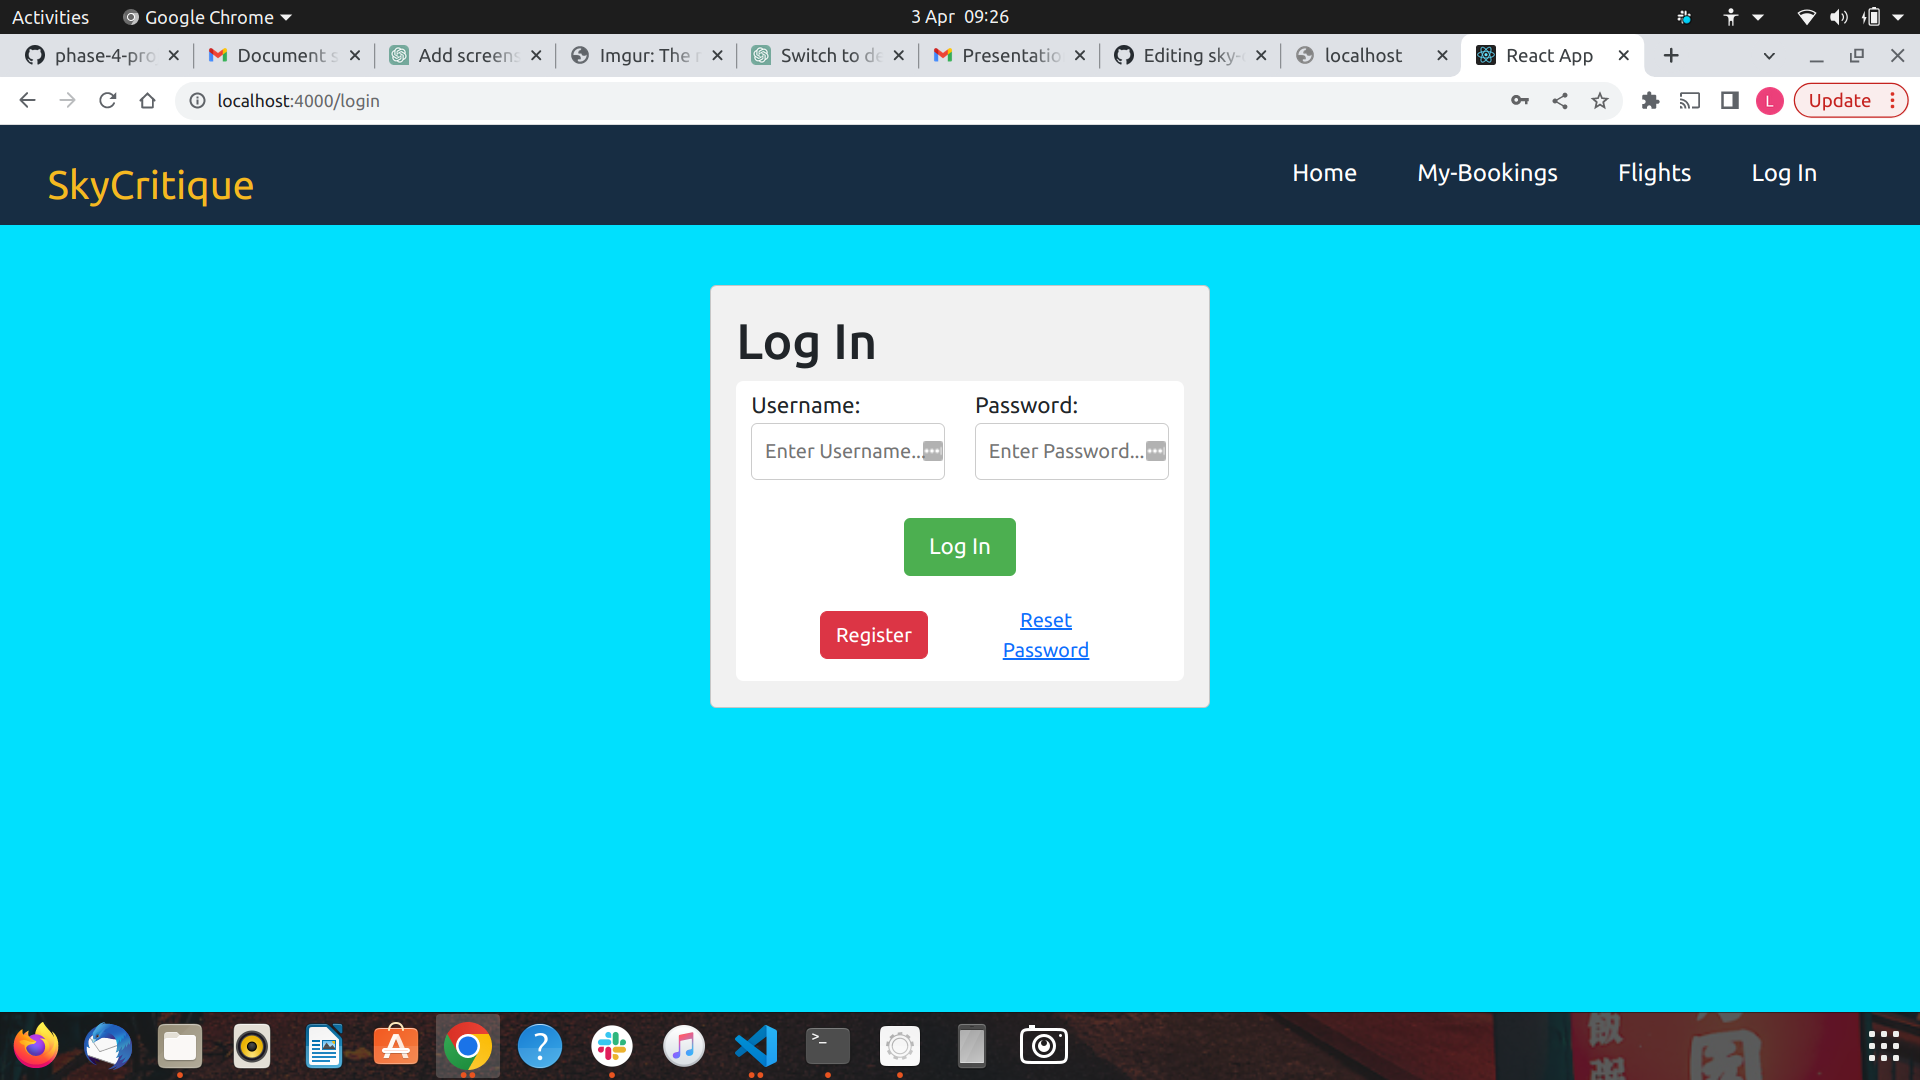 Activities
Google Chrome
3 Apr 09:26
phase-4-pro
Document s
Add screens
Imgur: The r
Switch to de
Presentatio
Editing sky-
localhost
React App
localhost:4000/login
L
Update
SkyCritique
Home
My-Bookings
Flights
Log In
Log In
Username:
Password:
Enter Username...
Enter Password...
Log In
Register
Reset
Password